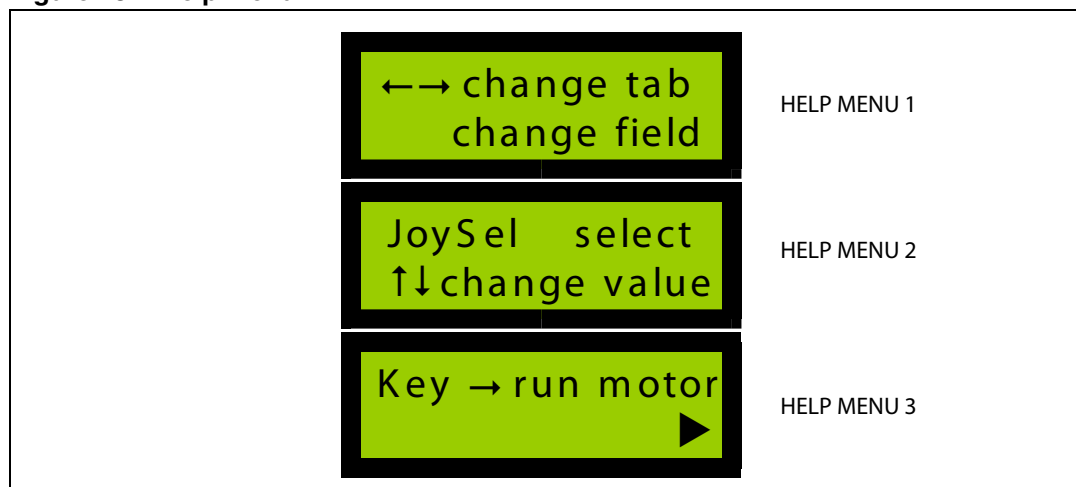 ←→ change tab
change field
HELP MENU 1
JoySel select
↑↓change value
HELP MENU 2
Key → run motor
▶
HELP MENU 3